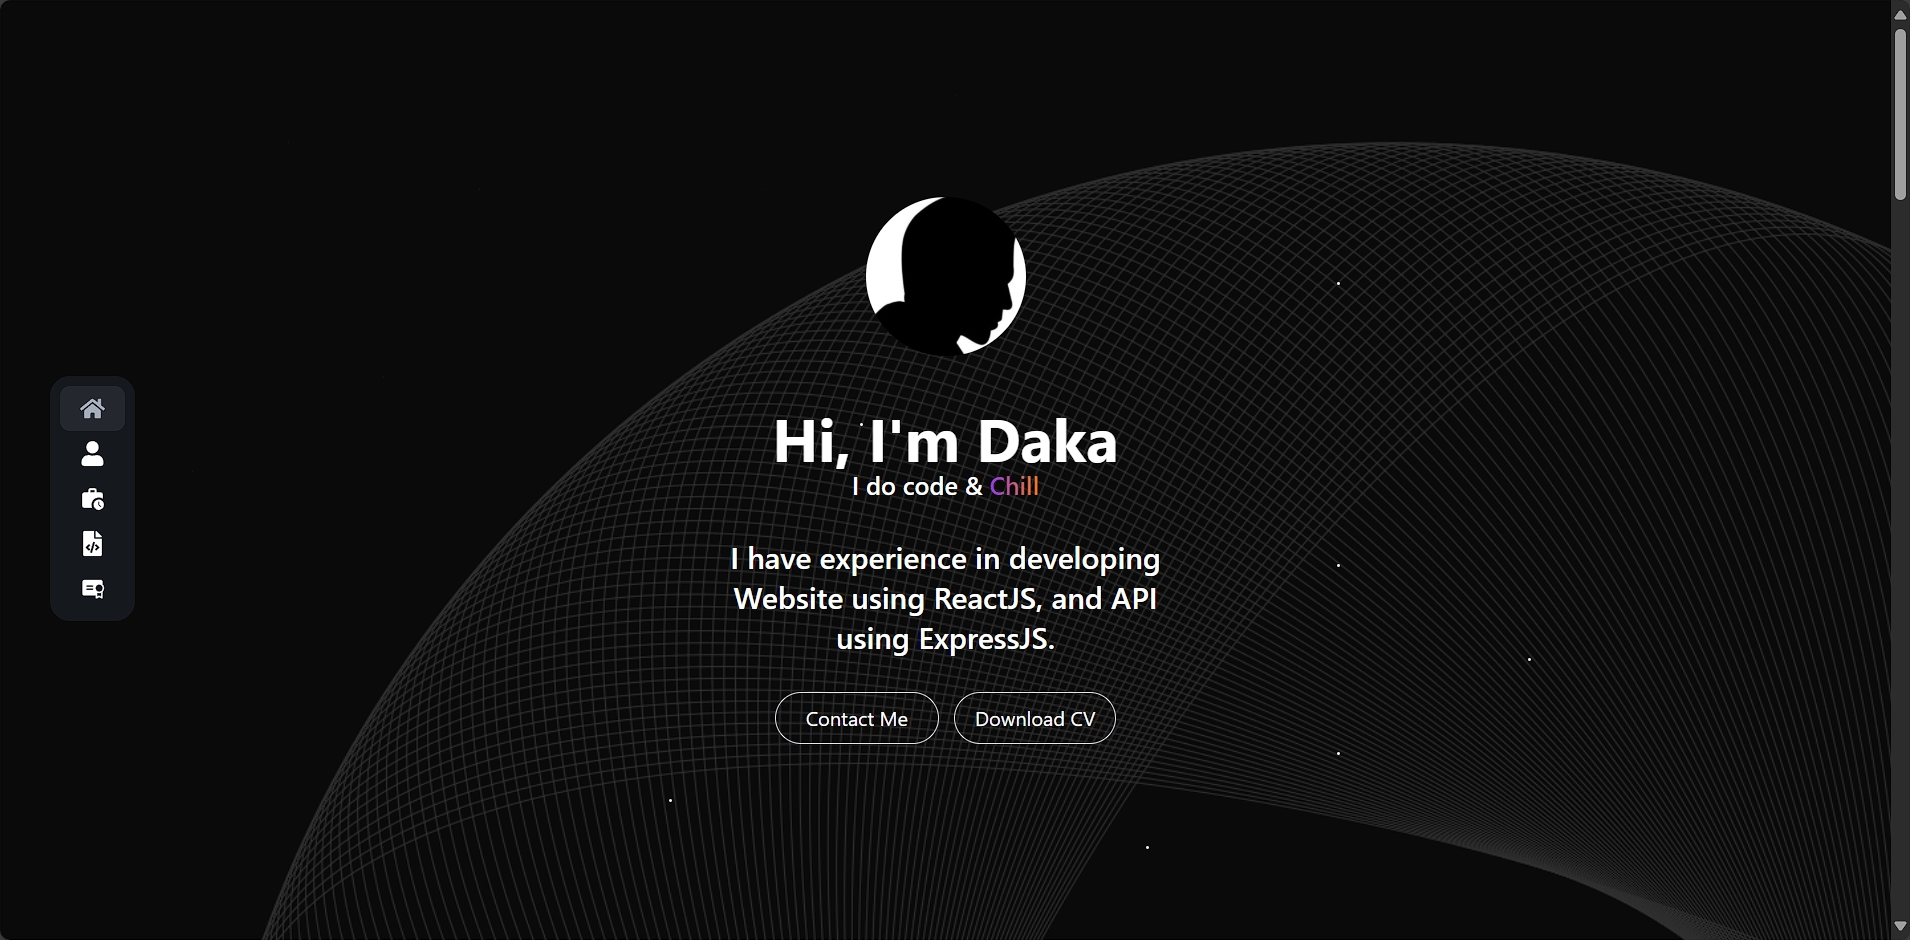 Hi, I'm Daka
I do code & Chill
I have experience in developing
Website using ReactJS, and API
using ExpressJS.
Contact Me
Download CV